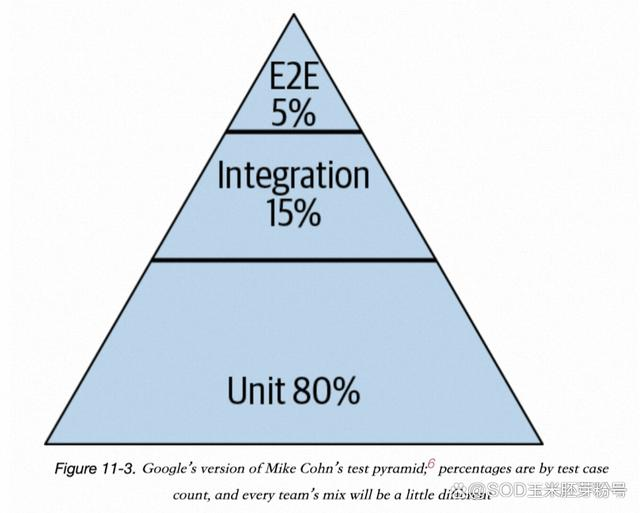 E2E
5%
Integration
15%
Unit 80%
Figure 11-3. Google's version of Mike Cohn's test pyramid;6 percentages are by test case
count, and every team's mix will be a little different
@SOD玉米胚芽粉号